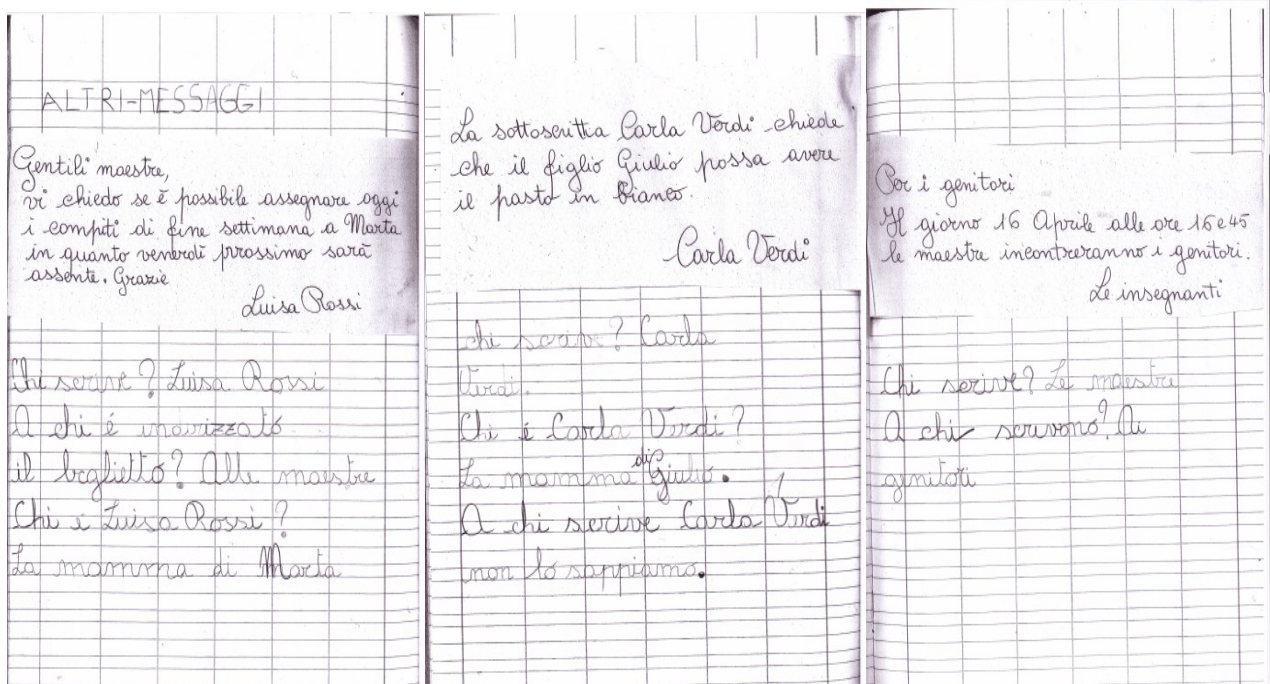 ALTRI-MESSAGGI
Gentili maestre,
vi chiedo se è possibile assegnare oggi
i compiti di fine settimana a Marta
in quanto venerdì prossimo sarà
assente. Grazie
Luisa Rossi
Chi scrive? Luisa Rossi
A chi é indirizzato
il biglietto? Alle maestre
Chi é Luisa Rossi?
La mamma di Marta
La sottoscrittia Carla Verdi chiede
che il figlio Giulio possa avere
il pasto in bianco.
Carla Verdi
chi scrive? Carla
Verdi.
Chi é Carla Verdi?
La mamma di Giulio.
A chi scrive Carla Verdi
non lo sappiamo.
Per i genitori
Il giorno 16 Aprile alle ore 16 e 45
le maestre incontreranno i genitori.
Le insegnanti
Chi scrive? Le maestre
A chi scrivono? Ai
genitori